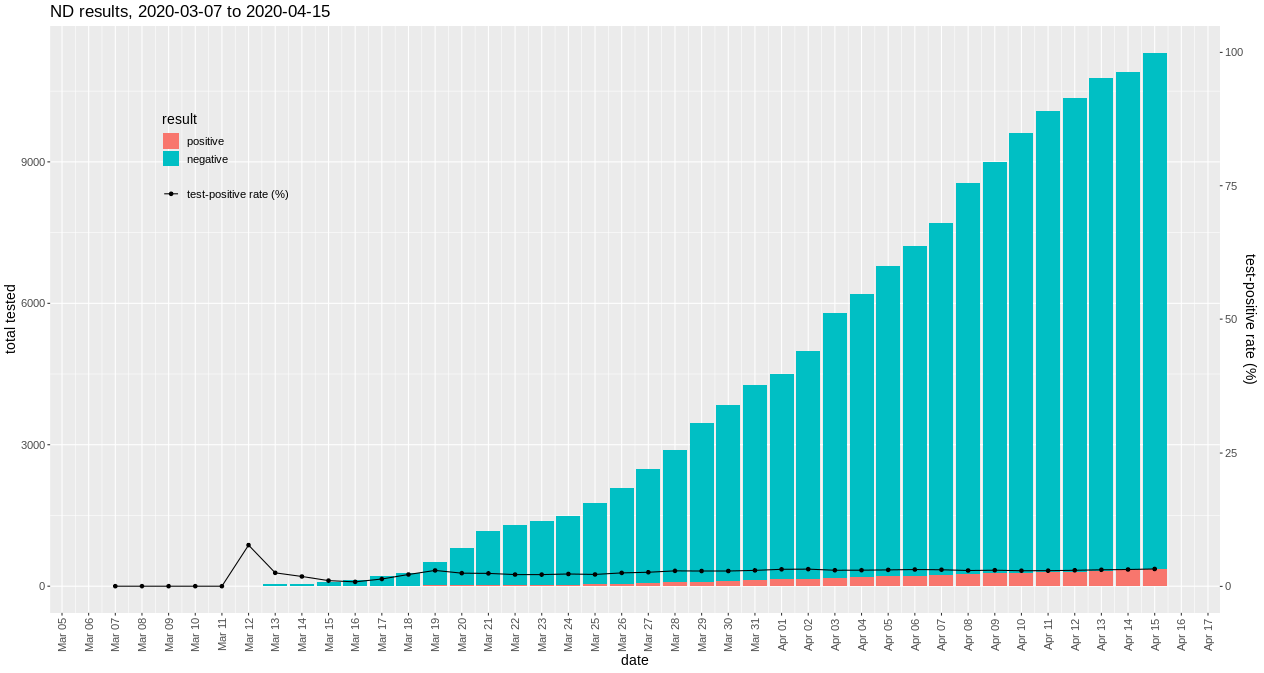 ND results, 2020-03-07 to 2020-04-15
result
positive
negative
test-positive rate (%)
total tested
9000
6000
3000
0
100
75
50
25
0
test-positive rate (%)
Mar 05
Mar 06
Mar 07
Mar 08
Mar 09
Mar 10
Mar 11
Mar 12
Mar 13
Mar 14
Mar 15
Mar 16
Mar 17
Mar 18
Mar 19
Mar 20
Mar 21
Mar 22
Mar 23
Mar 24
Mar 25
Mar 26
Mar 27
Mar 28
Mar 29
Mar 30
Mar 31
Apr 01
Apr 02
Apr 03
Apr 04
Apr 05
Apr 06
Apr 07
Apr 08
Apr 09
Apr 10
Apr 11
Apr 12
Apr 13
Apr 14
Apr 15
Apr 16
Apr 17
date